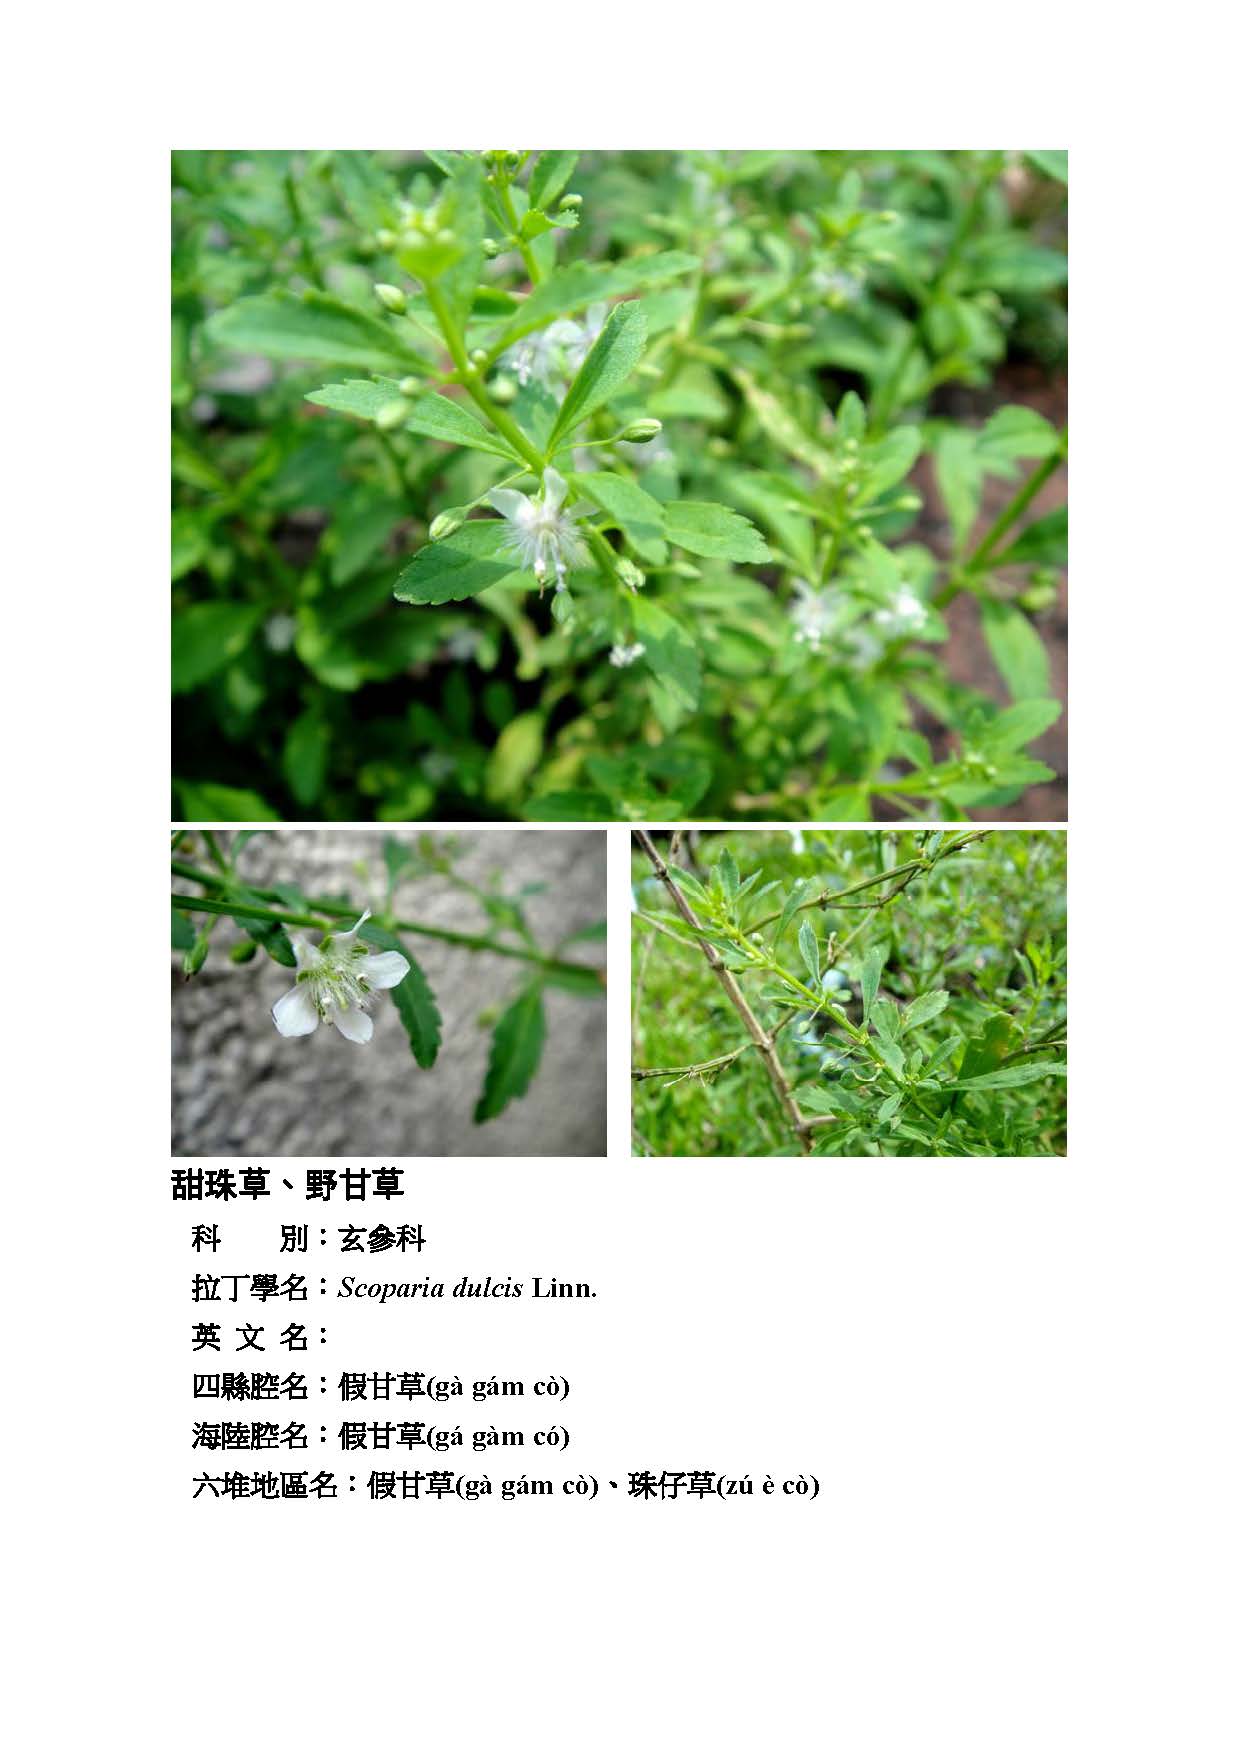 甜珠草、野甘草
科　　別：玄參科
拉丁學名：Scoparia dulcis Linn.
英 文 名：
四縣腔名：假甘草(gà gám cò)
海陸腔名：假甘草(gá gàm có)
六堆地區名：假甘草(gà gám cò)、珠仔草(zú è cò)